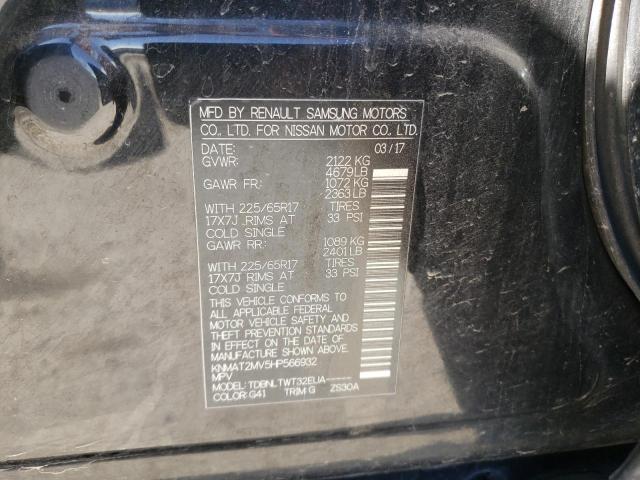 MFD BY RENAULT SAMSUNG MOTORS
CO., LTD. FOR NISSAN MOTOR CO., LTD.
DATE: 03/17
GVWR: 2122 KG
4679LB
GAWR FR: 1072 KG
2363LB
WITH 225/65R17 TIRES
17X7J RIMS AT 33 PSI
COLD SINGLE
GAWR RR: 1089 KG
2401LB
WITH 225/65R17 TIRES
17X7J RIMS AT 33 PSI
COLD SINGLE
THIS VEHICLE CONFORMS TO
ALL APPLICABLE FEDERAL
MOTOR VEHICLE SAFETY AND
THEFT PREVENTION STANDARDS
IN EFFECT ON THE DATE OF
MANUFACTURE SHOWN ABOVE.
KNMAT2MV5HP566932
MPV
MODEL: TDBNLTWT32EUA-----
COLOR: G41 TRIM G ZS30A